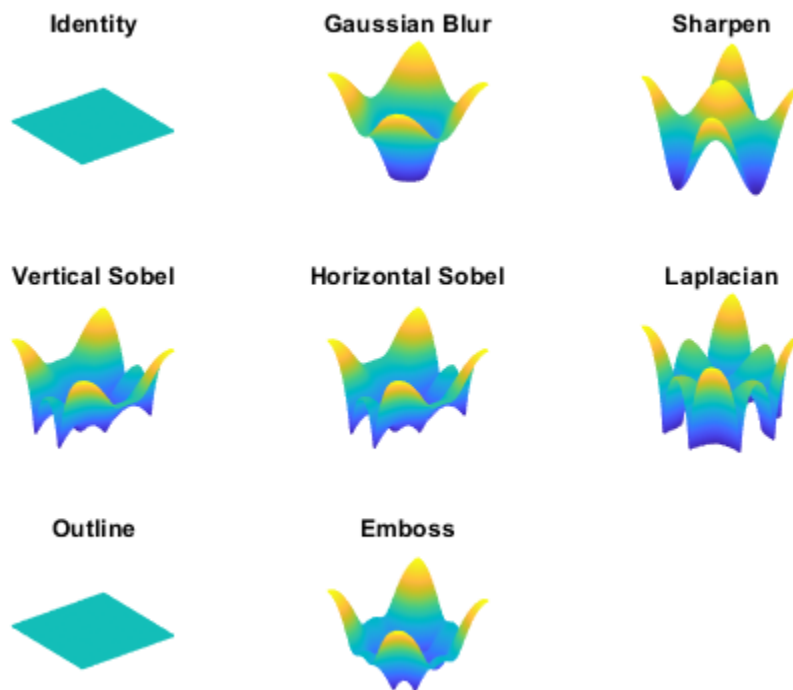 Identity
Gaussian Blur
Sharpen
Vertical Sobel
Horizontal Sobel
Laplacian
Outline
Emboss